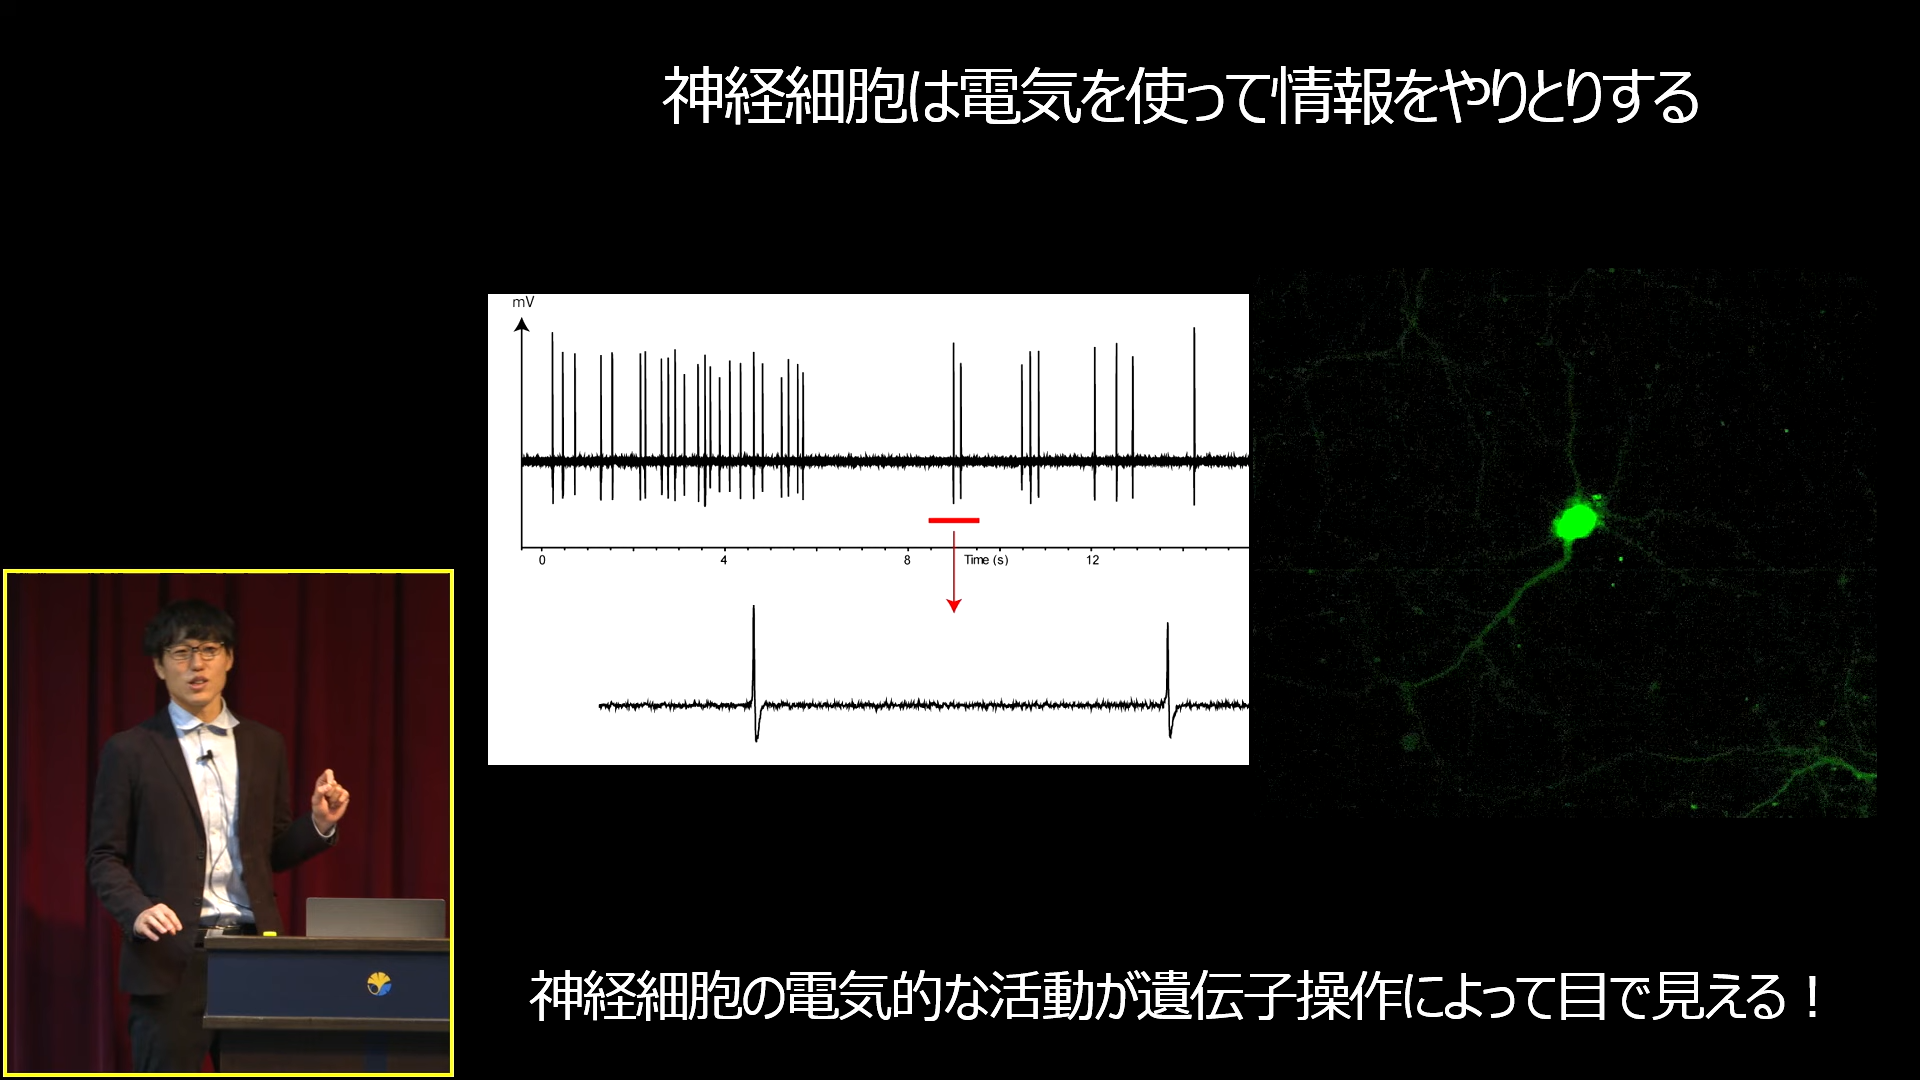 神経細胞は電気を使って情報をやりとりする
mV
0 4 8 Time (s) 12
神経細胞の電気的な活動が遺伝子操作によって目で見える！